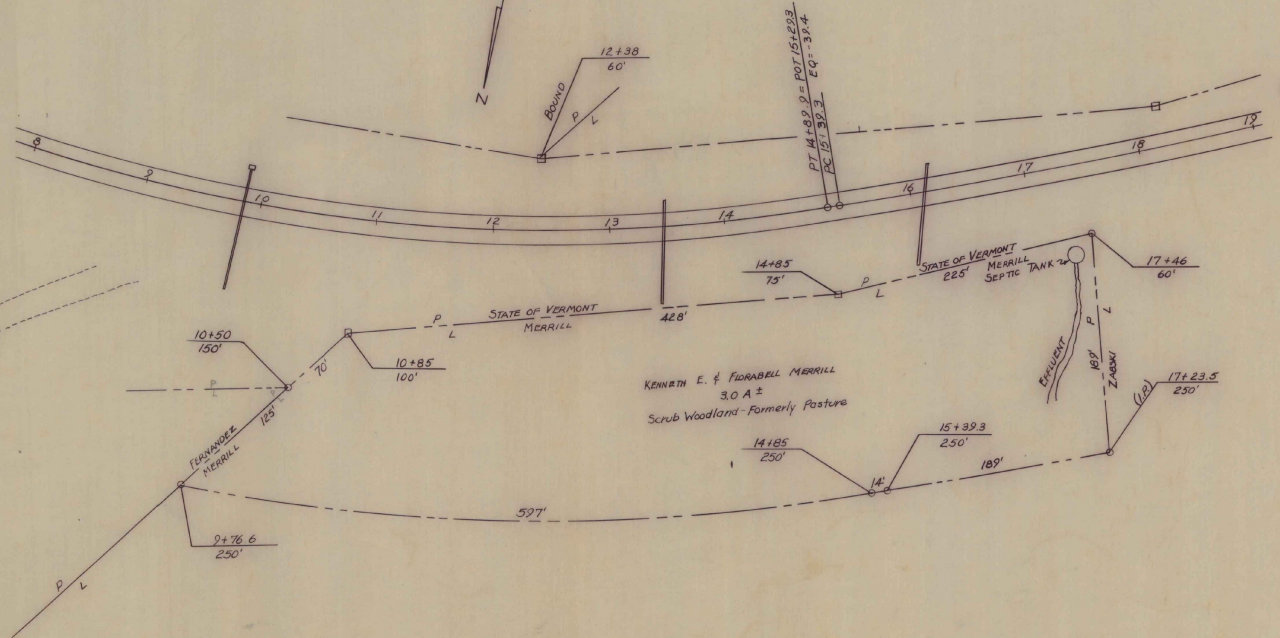 12+38
60'
BOUND
P
L
N
PT 14+89.9 = POT 15+29.3
PC 15+39.3 EQ=-39.4
8
9
10
11
12
13
14
16
17
18
19
14+85
75'
P
L
STATE OF VERMONT
225' MERRILL
SEPTIC TANK
17+46
60'
P
L
STATE OF VERMONT
MERRILL
428'
10+50
150'
70'
10+85
100'
P
L
125'
FERNANDEZ
MERRILL
KENNETH E. & FLORABELL MERRILL
3.0 A ±
Scrub Woodland - Formerly Pasture
EFFLUENT
P
L
189'
ZABSKI
(I.P.)
17+23.5
250'
15+39.3
250'
14+85
250'
14'
189'
597'
9+76.6
250'
P
L